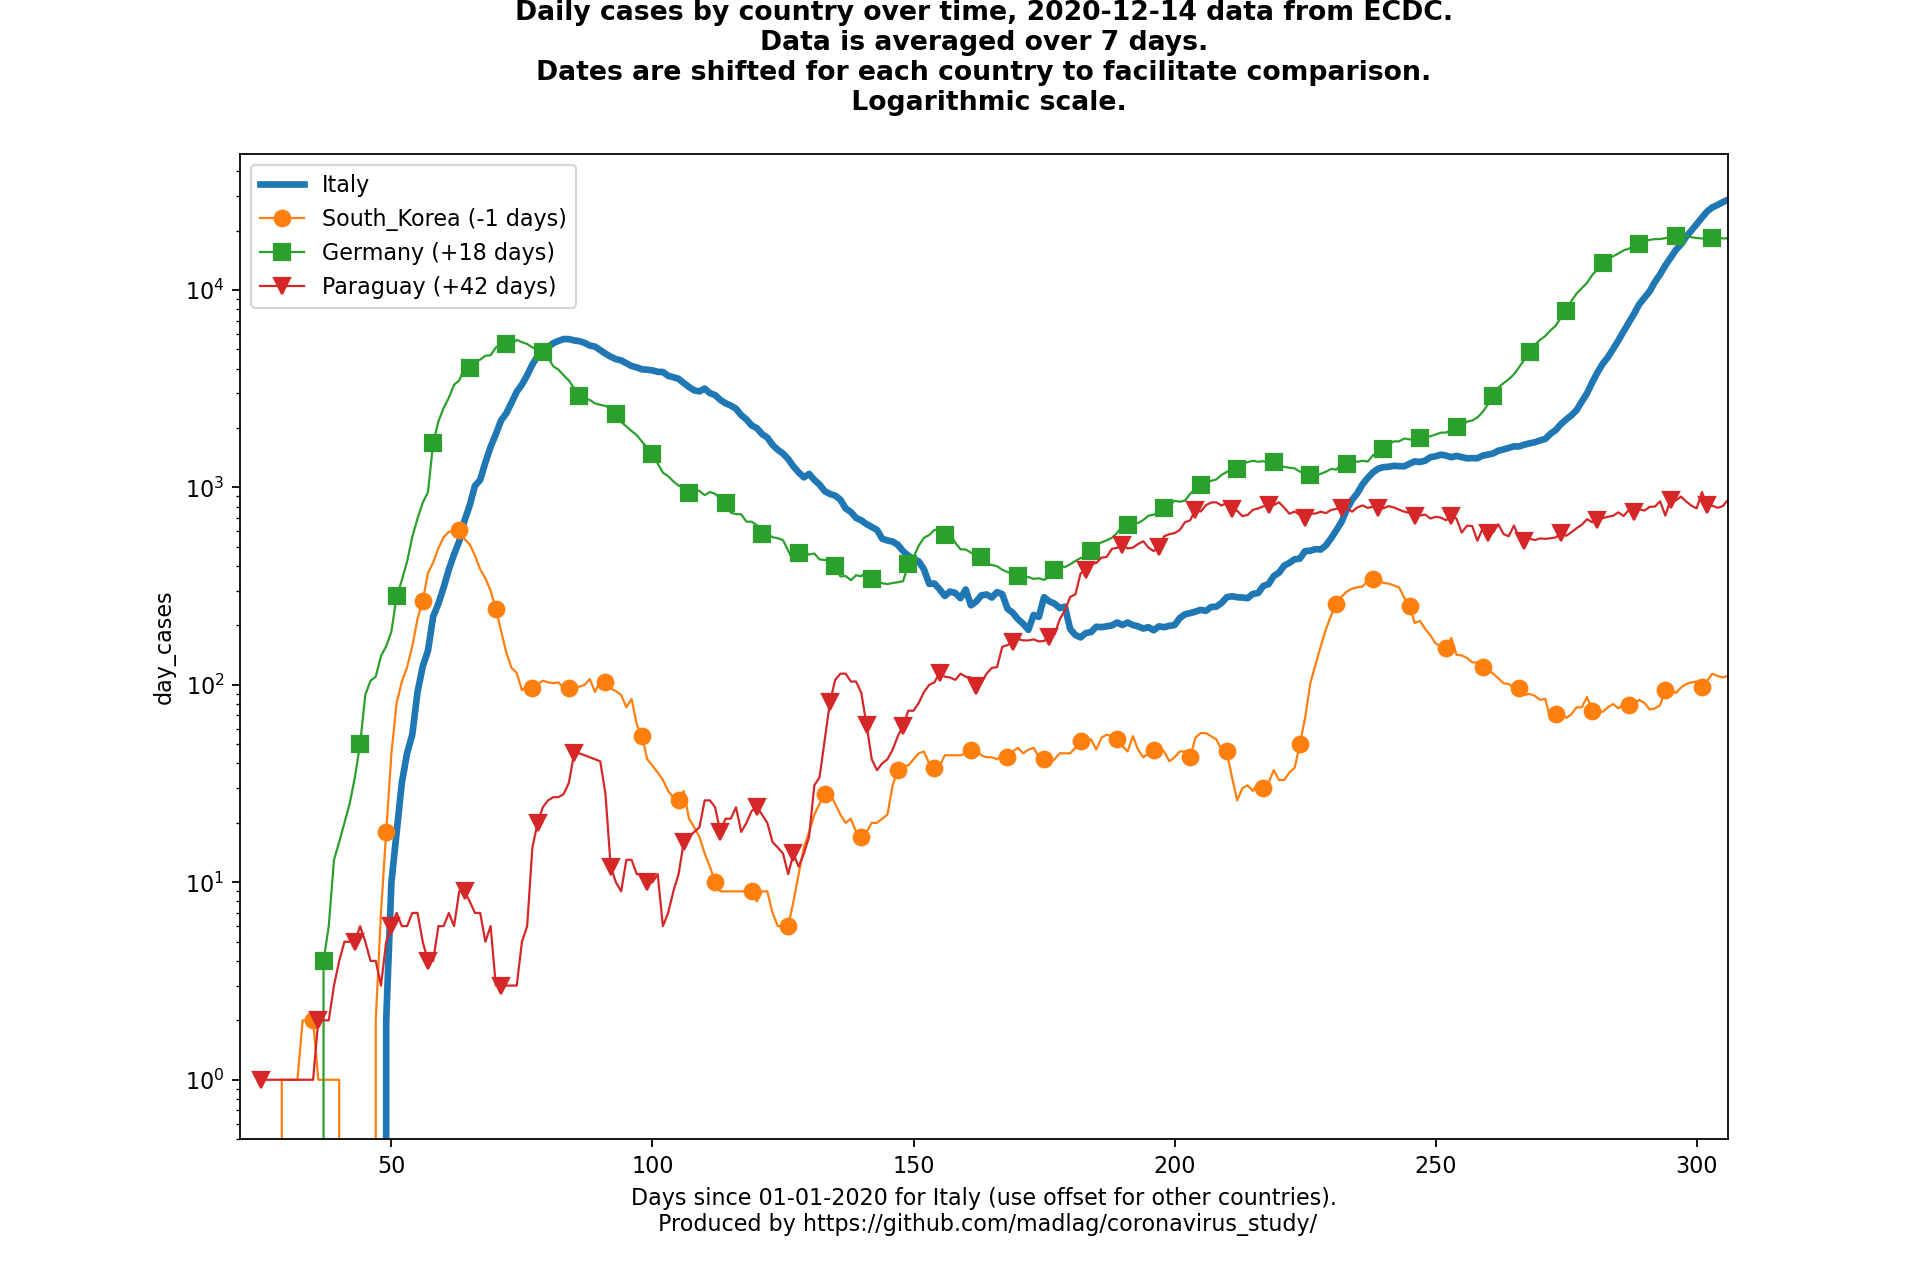 Daily cases by country over time, 2020-12-14 data from ECDC.
Data is averaged over 7 days.
Dates are shifted for each country to facilitate comparison.
Logarithmic scale.
Italy
South_Korea (-1 days)
Germany (+18 days)
Paraguay (+42 days)
10⁴
10³
10²
10¹
10⁰
day_cases
50 100 150 200 250 300
Days since 01-01-2020 for Italy (use offset for other countries).
Produced by https://github.com/madlag/coronavirus_study/